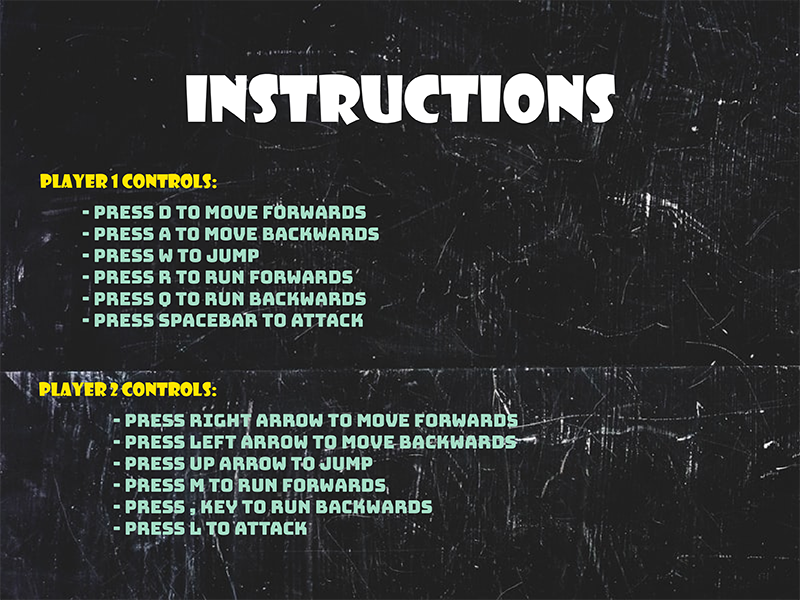 INSTRUCTIONS
PLAYER 1 CONTROLS:
- PRESS D TO MOVE FORWARDS
- PRESS A TO MOVE BACKWARDS
- PRESS W TO JUMP
- PRESS R TO RUN FORWARDS
- PRESS Q TO RUN BACKWARDS
- PRESS SPACEBAR TO ATTACK
PLAYER 2 CONTROLS:
- PRESS RIGHT ARROW TO MOVE FORWARDS
- PRESS LEFT ARROW TO MOVE BACKWARDS
- PRESS UP ARROW TO JUMP
- PRESS M TO RUN FORWARDS
- PRESS , KEY TO RUN BACKWARDS
- PRESS L TO ATTACK